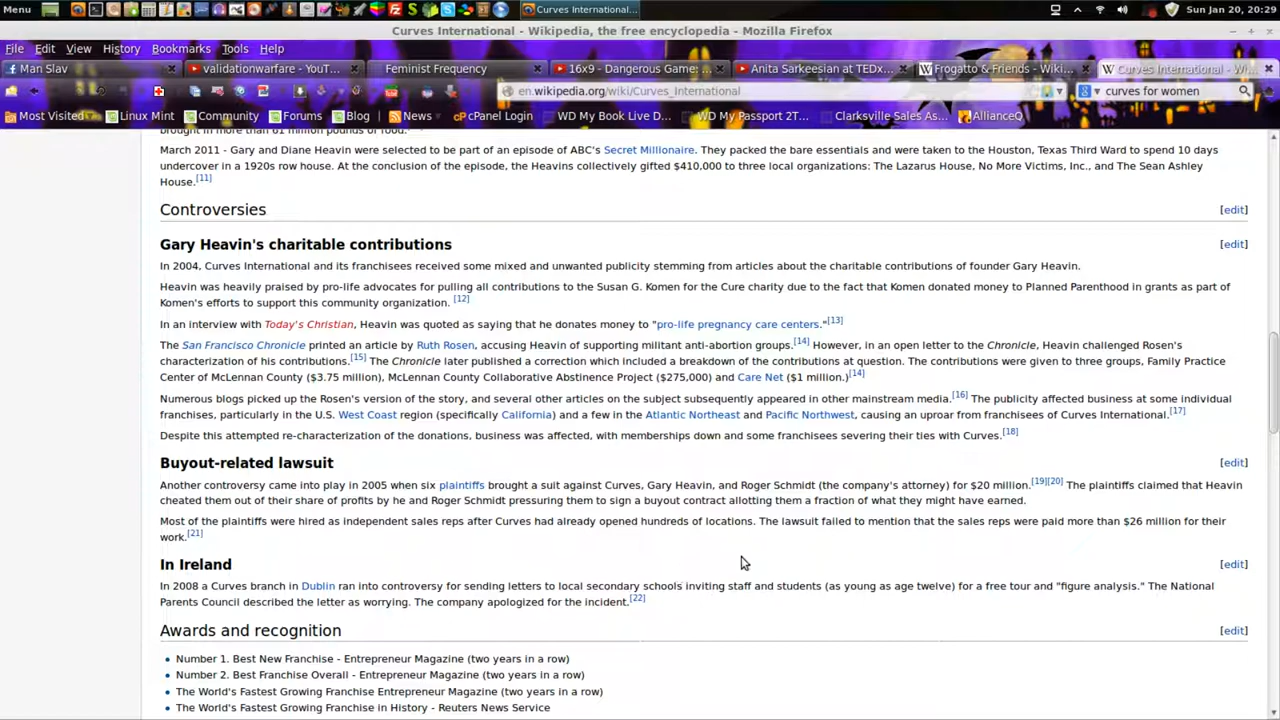 Menu Curves International... Sun Jan 20, 20:29
Curves International - Wikipedia, the free encyclopedia - Mozilla Firefox
File Edit View History Bookmarks Tools Help
Man Slav validationwarfare - YouT... Feminist Frequency 16x9 - Dangerous Game: ... Anita Sarkeesian at TEDx... Frogatto & Friends - Wiki... Curves International - Wi...
en.wikipedia.org/wiki/Curves_International curves for women
Most Visited Linux Mint Community Forums Blog News cPanel Login WD My Book Live D... WD My Passport 2T... Clarksville Sales As... AllianceQ
brought in more than 61 million pounds of food.
March 2011 - Gary and Diane Heavin were selected to be part of an episode of ABC's Secret Millionaire. They packed the bare essentials and were taken to the Houston, Texas Third Ward to spend 10 days
undercover in a 1920s row house. At the conclusion of the episode, the Heavins collectively gifted $410,000 to three local organizations: The Lazarus House, No More Victims, Inc., and The Sean Ashley
House.[11]
Controversies [edit]
Gary Heavin's charitable contributions [edit]
In 2004, Curves International and its franchisees received some mixed and unwanted publicity stemming from articles about the charitable contributions of founder Gary Heavin.
Heavin was heavily praised by pro-life advocates for pulling all contributions to the Susan G. Komen for the Cure charity due to the fact that Komen donated money to Planned Parenthood in grants as part of
Komen's efforts to support this community organization. [12]
In an interview with Today's Christian, Heavin was quoted as saying that he donates money to "pro-life pregnancy care centers."[13]
The San Francisco Chronicle printed an article by Ruth Rosen, accusing Heavin of supporting militant anti-abortion groups.[14] However, in an open letter to the Chronicle, Heavin challenged Rosen's
characterization of his contributions.[15] The Chronicle later published a correction which included a breakdown of the contributions at question. The contributions were given to three groups, Family Practice
Center of McLennan County ($3.75 million), McLennan County Collaborative Abstinence Project ($275,000) and Care Net ($1 million.)[14]
Numerous blogs picked up the Rosen's version of the story, and several other articles on the subject subsequently appeared in other mainstream media.[16] The publicity affected business at some individual
franchises, particularly in the U.S. West Coast region (specifically California) and a few in the Atlantic Northeast and Pacific Northwest, causing an uproar from franchisees of Curves International.[17]
Despite this attempted re-characterization of the donations, business was affected, with memberships down and some franchisees severing their ties with Curves.[18]
Buyout-related lawsuit [edit]
Another controversy came into play in 2005 when six plaintiffs brought a suit against Curves, Gary Heavin, and Roger Schmidt (the company's attorney) for $20 million.[19][20] The plaintiffs claimed that Heavin
cheated them out of their share of profits by he and Roger Schmidt pressuring them to sign a buyout contract allotting them a fraction of what they might have earned.
Most of the plaintiffs were hired as independent sales reps after Curves had already opened hundreds of locations. The lawsuit failed to mention that the sales reps were paid more than $26 million for their
work.[21]
In Ireland [edit]
In 2008 a Curves branch in Dublin ran into controversy for sending letters to local secondary schools inviting staff and students (as young as age twelve) for a free tour and "figure analysis." The National
Parents Council described the letter as worrying. The company apologized for the incident.[22]
Awards and recognition [edit]
• Number 1. Best New Franchise - Entrepreneur Magazine (two years in a row)
• Number 2. Best Franchise Overall - Entrepreneur Magazine (two years in a row)
• The World's Fastest Growing Franchise Entrepreneur Magazine (two years in a row)
• The World's Fastest Growing Franchise in History - Reuters News Service